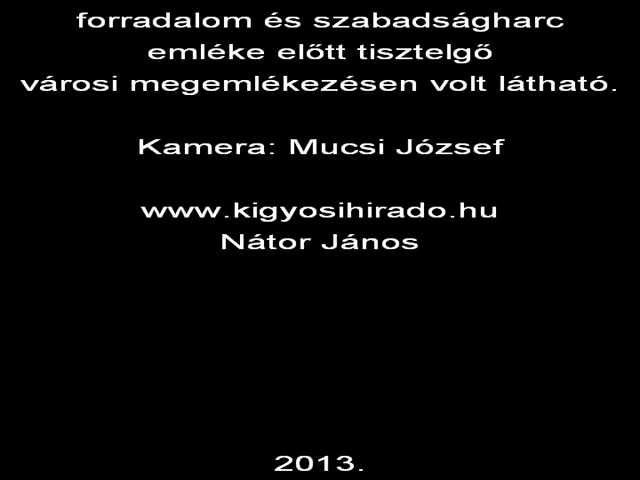 forradalom és szabadságharc
emléke előtt tisztelgő
városi megemlékezésen volt látható.
Kamera: Mucsi József
www.kigyosihirado.hu
Nátor János
2013.